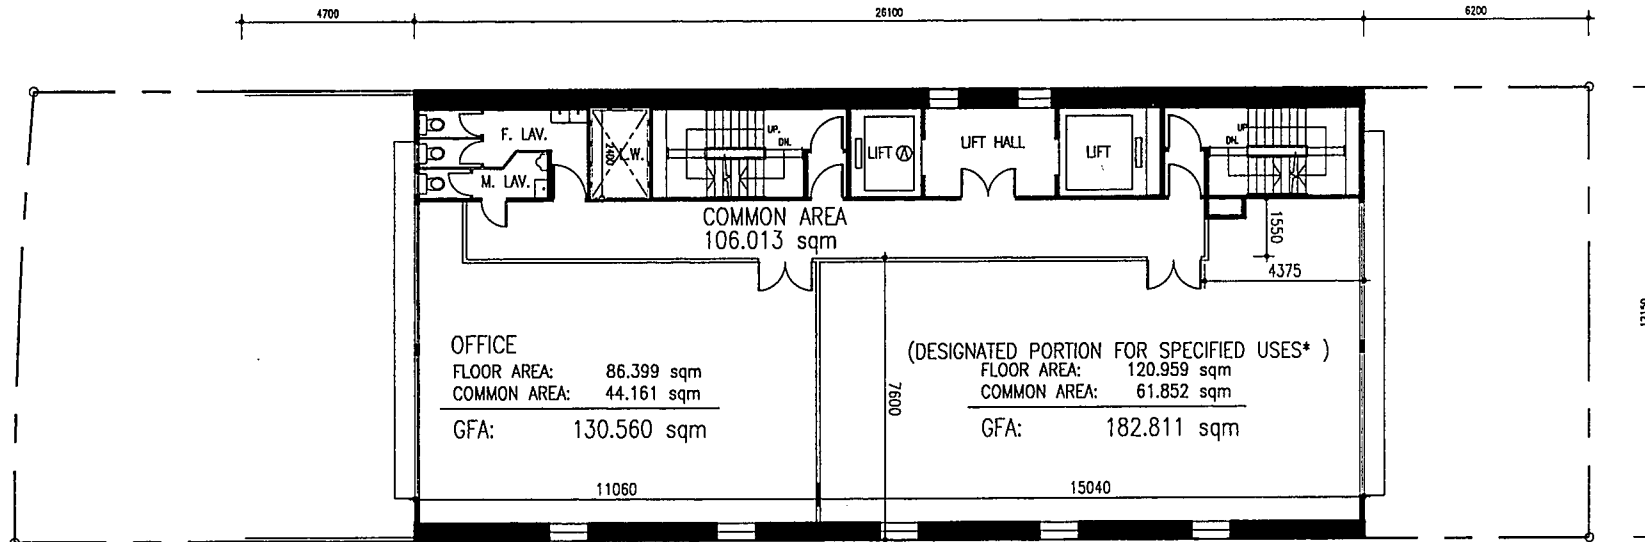 4700 26100 6200
F. LAV.
M. LAV.
2400
L.W.
UP.
DN.
LIFT A
LIFT HALL
LIFT
UP
DN.
COMMON AREA
106.013 sqm
1550
4375
OFFICE
FLOOR AREA: 86.399 sqm
COMMON AREA: 44.161 sqm
GFA: 130.560 sqm
7600
(DESIGNATED PORTION FOR SPECIFIED USES* )
FLOOR AREA: 120.959 sqm
COMMON AREA: 61.852 sqm
GFA: 182.811 sqm
11060 15040